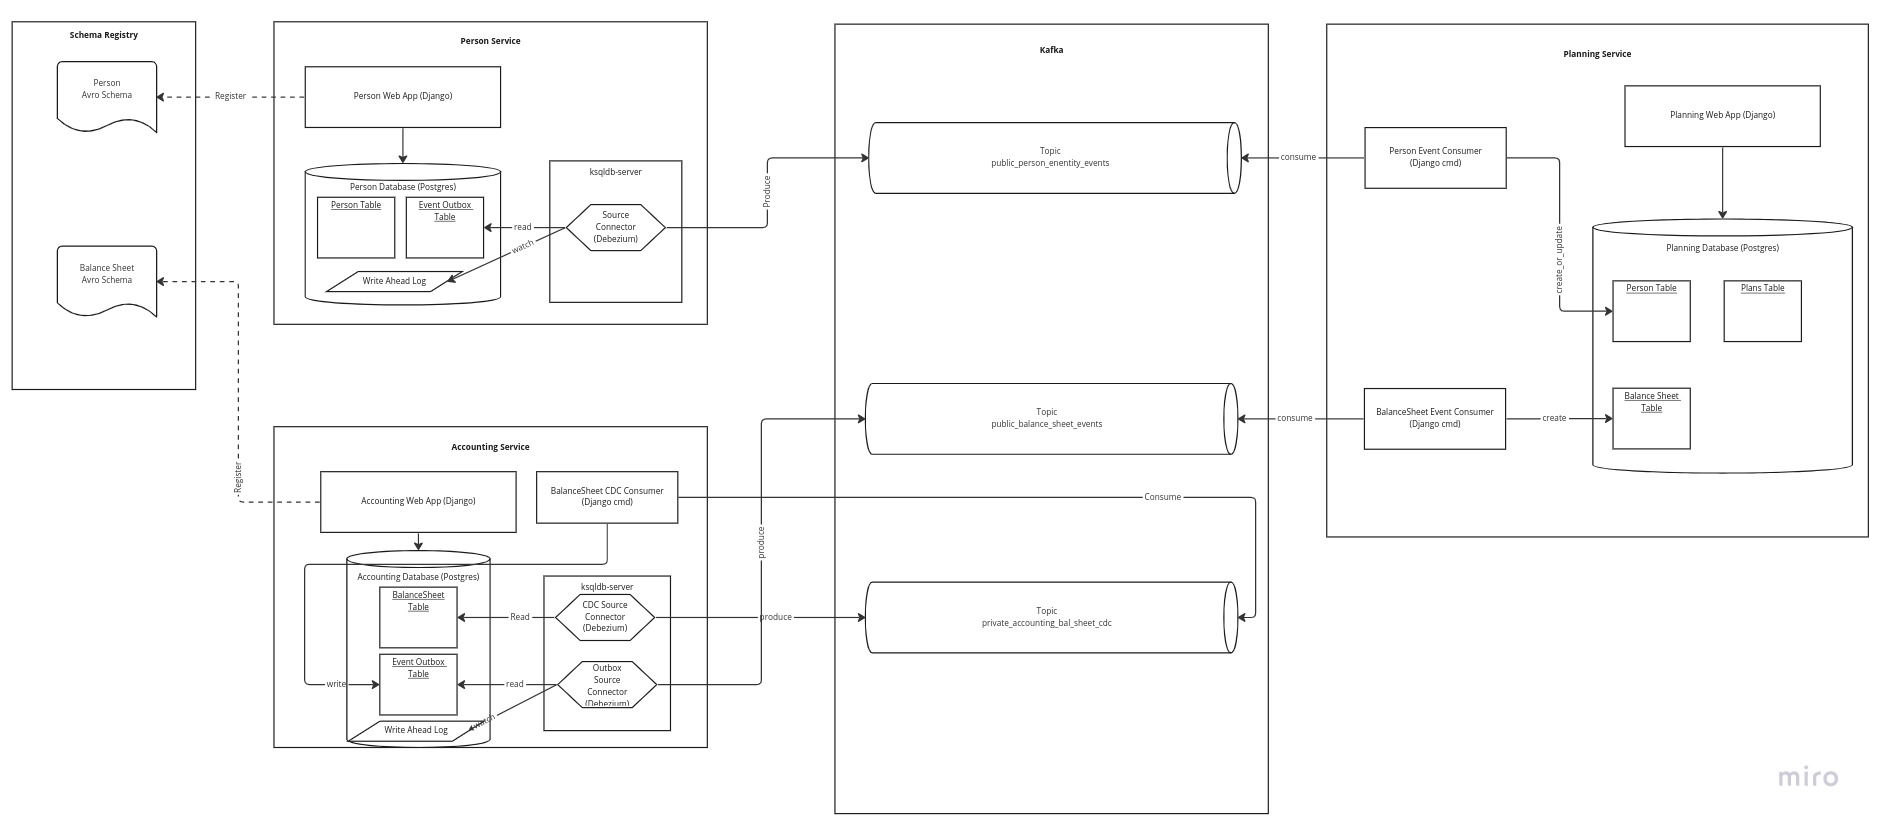 Schema Registry
Person
Avro Schema
Balance Sheet
Avro Schema
Register
Register
Person Service
Person Web App (Django)
Person Database (Postgres)
Person Table
Event Outbox
Table
Write Ahead Log
read
watch
ksqldb-server
Source
Connector
(Debezium)
Produce
Accounting Service
Accounting Web App (Django)
BalanceSheet CDC Consumer
(Django cmd)
Accounting Database (Postgres)
BalanceSheet
Table
Event Outbox
Table
Write Ahead Log
write
Read
read
watch
ksqldb-server
CDC Source
Connector
(Debezium)
Outbox
Source
Connector
(Debezium)
produce
produce
Kafka
Topic
public_person_enentity_events
Topic
public_balance_sheet_events
Consume
Topic
private_accounting_bal_sheet_cdc
consume
consume
Planning Service
Planning Web App (Django)
Person Event Consumer
(Django cmd)
create_or_update
Planning Database (Postgres)
Person Table
Plans Table
BalanceSheet Event Consumer
(Django cmd)
create
Balance Sheet
Table
miro